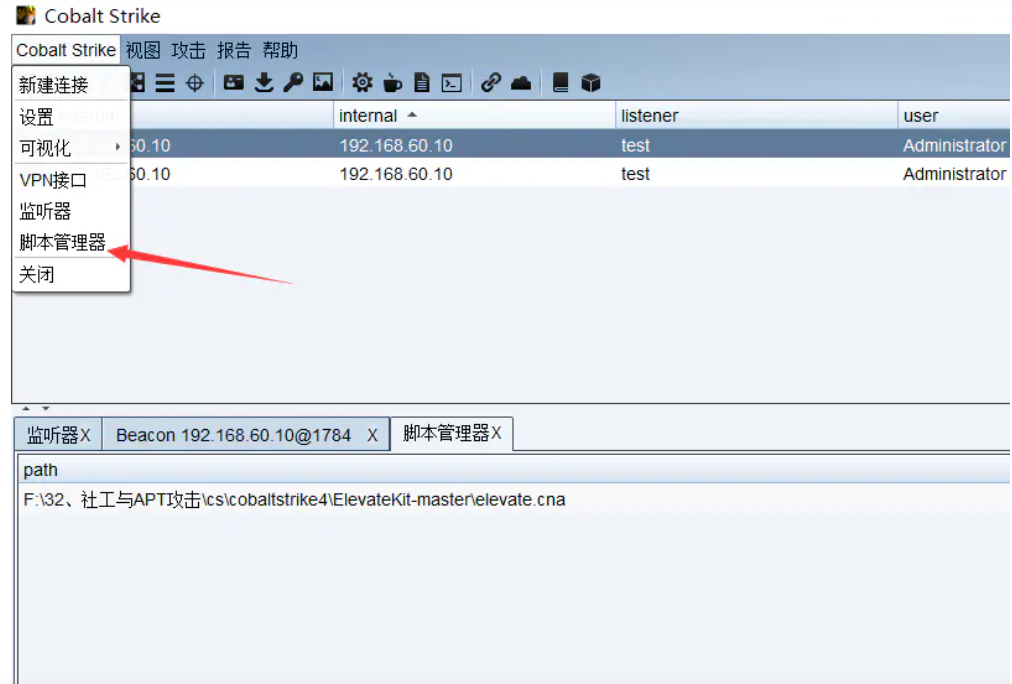 Cobalt Strike
Cobalt Strike 视图 攻击 报告 帮助
新建连接
设置
可视化
VPN接口
监听器
脚本管理器
关闭
internal listener user
60.10 192.168.60.10 test Administrator
60.10 192.168.60.10 test Administrator
监听器X Beacon 192.168.60.10@1784 X 脚本管理器X
path
F:\32、社工与APT攻击\cs\cobaltstrike4\ElevateKit-master\elevate.cna